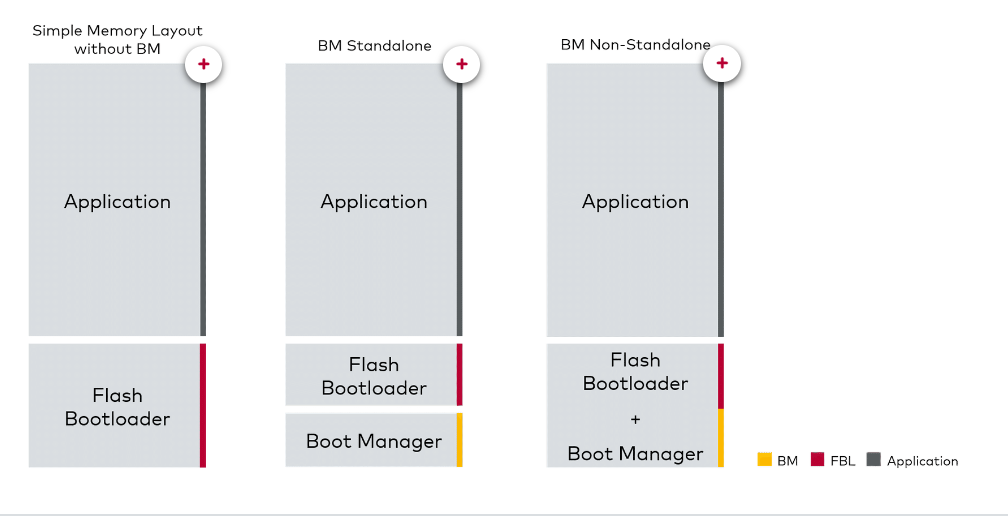 Simple Memory Layout
without BM
+
Application
Flash
Bootloader
BM Standalone
+
Application
Flash
Bootloader
Boot Manager
BM Non-Standalone
+
Application
Flash
Bootloader
+
Boot Manager
BM
FBL
Application